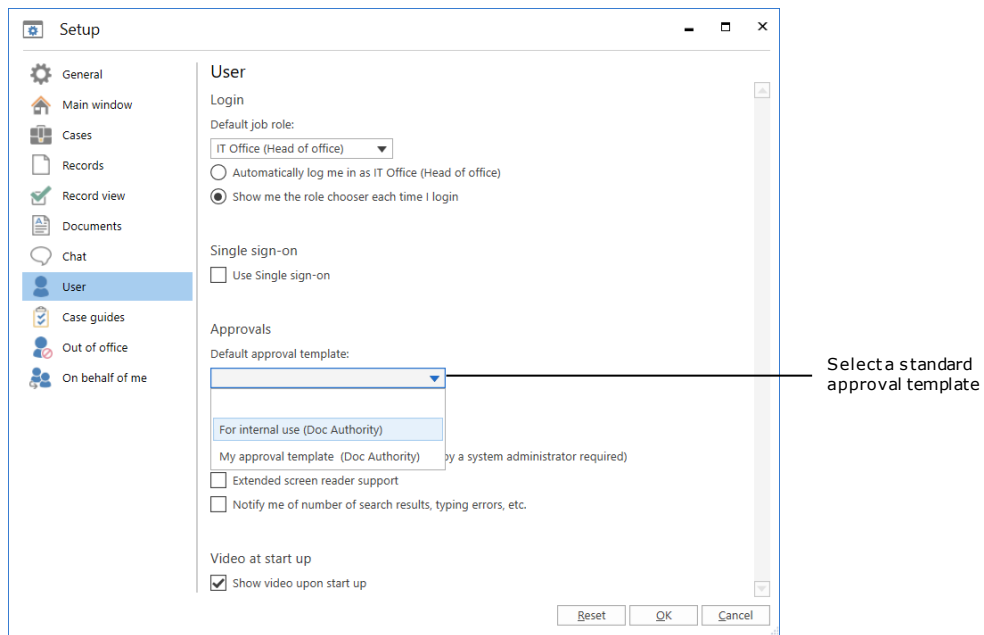 Setup
General
Main window
Cases
Records
Record view
Documents
Chat
User
Case guides
Out of office
On behalf of me
User
Login
Default job role:
IT Office (Head of office)
Automatically log me in as IT Office (Head of office)
Show me the role chooser each time I login
Single sign-on
Use Single sign-on
Approvals
Default approval template:
For internal use (Doc Authority)
My approval template (Doc Authority)
by a system administrator required)
Extended screen reader support
Notify me of number of search results, typing errors, etc.
Video at start up
Show video upon start up
Reset
OK
Cancel
Select a standard
approval template